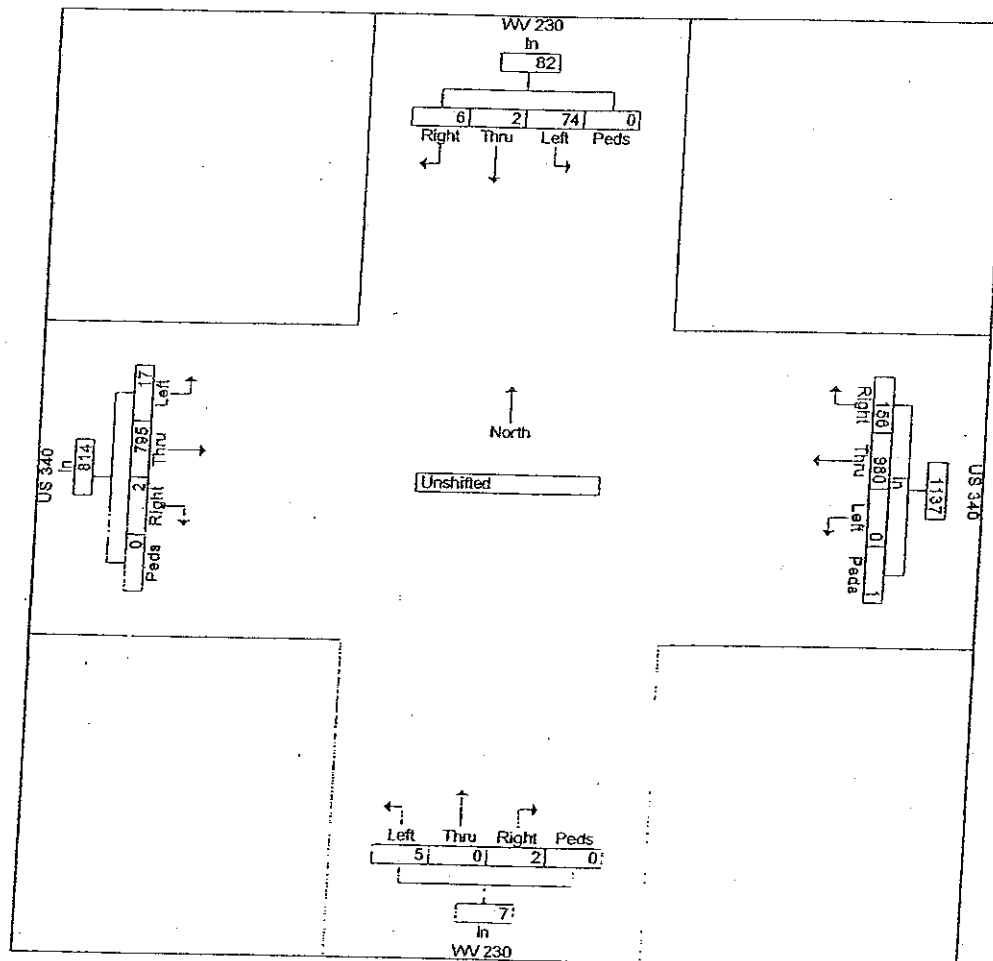 WV 230
In
82
6 2 74 0
Right Thru Left Peds
US 340
In
814
17 795 2 0
Left Thru Right Peds
North
Unshifted
Right Thru Left Peds
156 980 0 1
In
1137
US 340
Left Thru Right Peds
5 0 2 0
7
In
WV 230